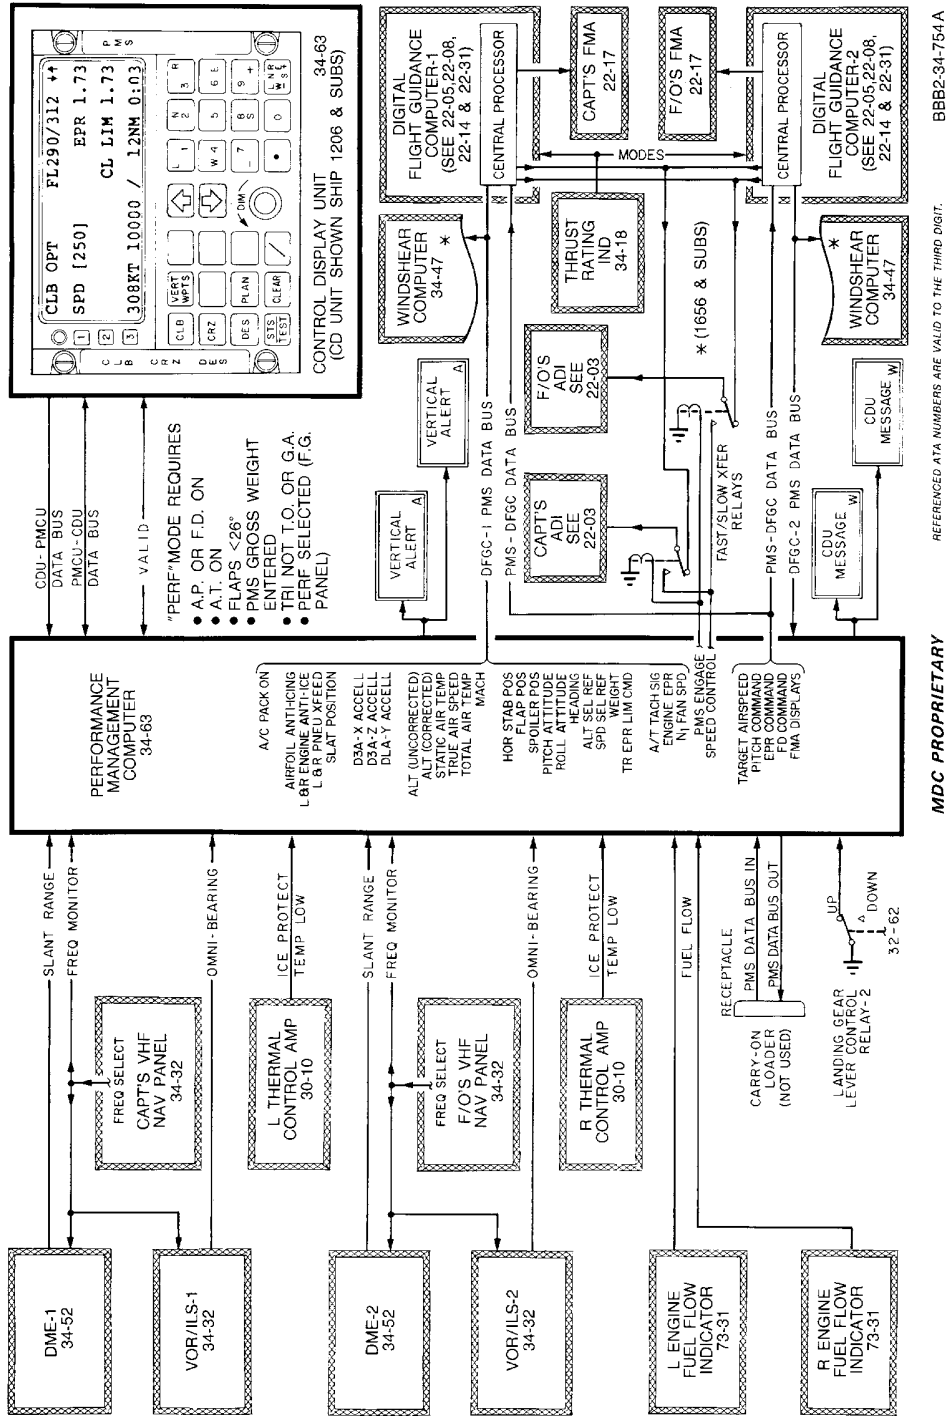 DME-1
34-52
VOR/ILS-1
34-32
DME-2
34-52
VOR/ILS-2
34-32
L ENGINE
FUEL FLOW
INDICATOR
73-31
R ENGINE
FUEL FLOW
INDICATOR
73-31
SLANT RANGE
FREQ MONITOR
FREQ SELECT
CAPT'S VHF
NAV PANEL
34-32
OMNI-BEARING
L THERMAL
CONTROL AMP
30-10
ICE PROTECT
TEMP LOW
SLANT RANGE
FREQ MONITOR
FREQ SELECT
F/O'S VHF
NAV PANEL
34-32
OMNI-BEARING
R THERMAL
CONTROL AMP
30-10
ICE PROTECT
TEMP LOW
FUEL FLOW
RECEPTACLE
PMS DATA BUS IN
PMS DATA BUS OUT
CARRY-ON
LOADER
(NOT USED)
LANDING GEAR
LEVER CONTROL
RELAY-2
UP
DOWN
32-62
PERFORMANCE
MANAGEMENT
COMPUTER
34-63
A/C PACK ON
AIRFOIL ANTI-ICING
L&R ENGINE ANTI-ICE
L & R PNEU XFEED
SLAT POSITION
D3A-X ACCELL
D3A-Z ACCELL
DLA-Y ACCELL
ALT (UNCORRECTED)
ALT (CORRECTED)
STATIC AIR TEMP
TRUE AIR SPEED
TOTAL AIR TEMP
MACH
HOR STAB POS
FLAP POS
SPOILER POS
PITCH ATTITUDE
ROLL ATTITUDE
HEADING
ALT SEL REF
SPD SEL REF
WEIGHT
TR EPR LIM CMD
A/T TACH SIG
ENGINE EPR
N1 FAN SPD
PMS ENGAGE
SPEED CONTROL
TARGET AIRSPEED
PITCH COMMAND
EPR COMMAND
FD COMMAND
FMA DISPLAYS
CDU-PMCU
DATA BUS
PMCU-CDU
DATA BUS
VALID
"PERF" MODE REQUIRES
● A.P. OR F.D. ON
● A.T. ON
● FLAPS <26°
● PMS GROSS WEIGHT
ENTERED
● TRI NOT T.O. OR G.A.
● PERF SELECTED (F.G.
PANEL)
CLB OPT FL290/312 ↓↑
SPD [250] EPR 1.73
CL LIM 1.73
308KT 10000 / 12NM 0:03
1
2
3
CLB CRZ DES
PMS
CLB
VERT
WPTS
L 1
N 2
R 3
CRZ
W 4
5
6 E
DES
PLAN
-7
8 S
9 +
STS
TEST
CLEAR
/
•
0
DIM
CONTROL DISPLAY UNIT 34-63
(CD UNIT SHOWN SHIP 1206 & SUBS)
VERTICAL
ALERT
A
VERTICAL
ALERT
A
WINDSHEAR
COMPUTER *
34-47
DIGITAL
FLIGHT GUIDANCE
COMPUTER-1
(SEE 22-05,22-08,
22-14 & 22-31)
CENTRAL PROCESSOR
CAPT'S FMA
22-17
F/O'S FMA
22-17
MODES
DFGC-1 PMS DATA BUS
PMS-DFGC DATA BUS
THRUST
RATING
IND
34-18
*(1656 & SUBS)
F/O'S
ADI
SEE
22-03
CAPT'S
ADI
SEE
22-03
FAST/SLOW XFER
RELAYS
PMS-DFGC DATA BUS
DFGC-2 PMS DATA BUS
DIGITAL
FLIGHT GUIDANCE
COMPUTER-2
(SEE 22-05,22-08,
22-14 & 22-31)
CENTRAL PROCESSOR
*
WINDSHEAR
COMPUTER
34-47
CDU
MESSAGE
W
CDU
MESSAGE
W
MDC PROPRIETARY
REFERENCED ATA NUMBERS ARE VALID TO THE THIRD DIGIT.
BBB2-34-754A